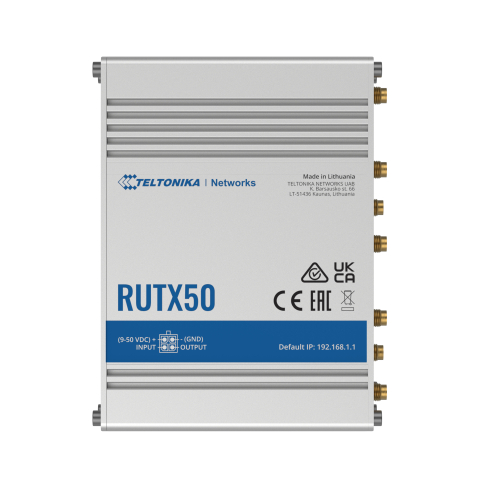 TELTONIKA | Networks
Made in Lithuania
TELTONIKA NETWORKS UAB
K. Barsausko st. 66
LT-51436 Kaunas, Lithuania
UK
CA
RUTX50
CE EAC
(9-50 VDC) + - (GND)
INPUT OUTPUT
Default IP: 192.168.1.1